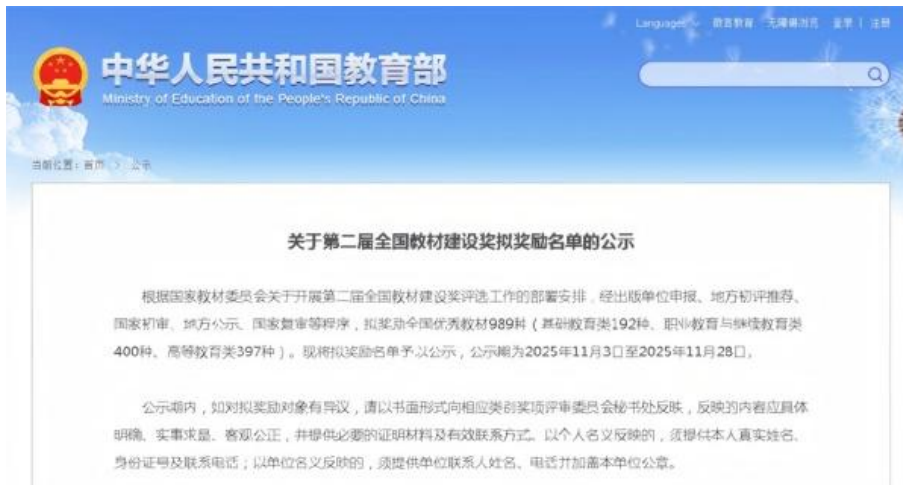 Languages 微言教育 无障碍浏览 登录 | 注册
中华人民共和国教育部
Ministry of Education of the People's Republic of China
当前位置：首页 > 公示
关于第二届全国教材建设奖拟奖励名单的公示
根据国家教材委员会关于开展第二届全国教材建设奖评选工作的部署安排，经出版单位申报、地方初评推荐、
国家初审、地方公示、国家复审等程序，拟奖励全国优秀教材989种（基础教育类192种、职业教育与继续教育类
400种、高等教育类397种）。现将拟奖励名单予以公示，公示期为2025年11月3日至2025年11月28日。
公示期内，如对拟奖励对象有异议，请以书面形式向相应类别奖项评审委员会秘书处反映，反映的内容应具体
明确、实事求是、客观公正，并提供必要的证明材料及有效联系方式。以个人名义反映的，须提供本人真实姓名、
身份证号及联系电话；以单位名义反映的，须提供单位联系人姓名、电话并加盖本单位公章。